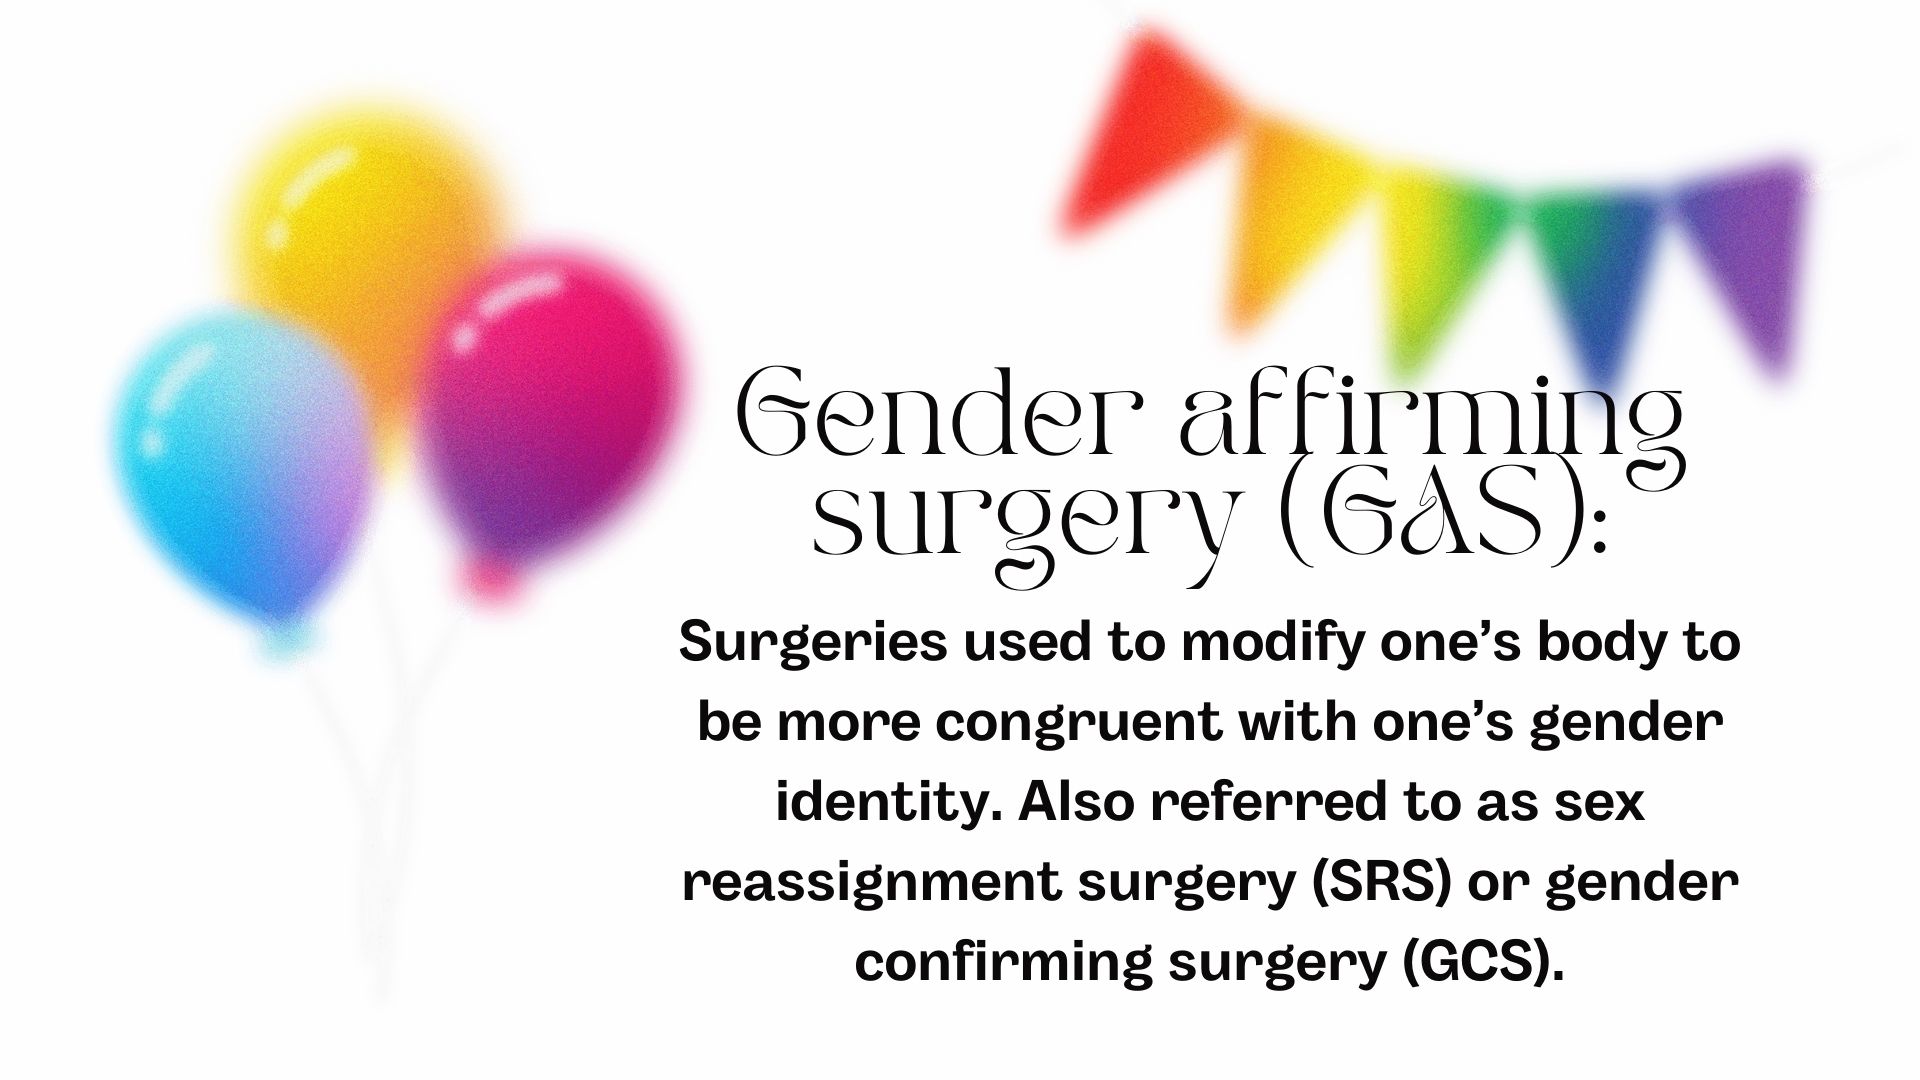 Gender affirming
surgery (GAS):
Surgeries used to modify one’s body to
be more congruent with one’s gender
identity. Also referred to as sex
reassignment surgery (SRS) or gender
confirming surgery (GCS).